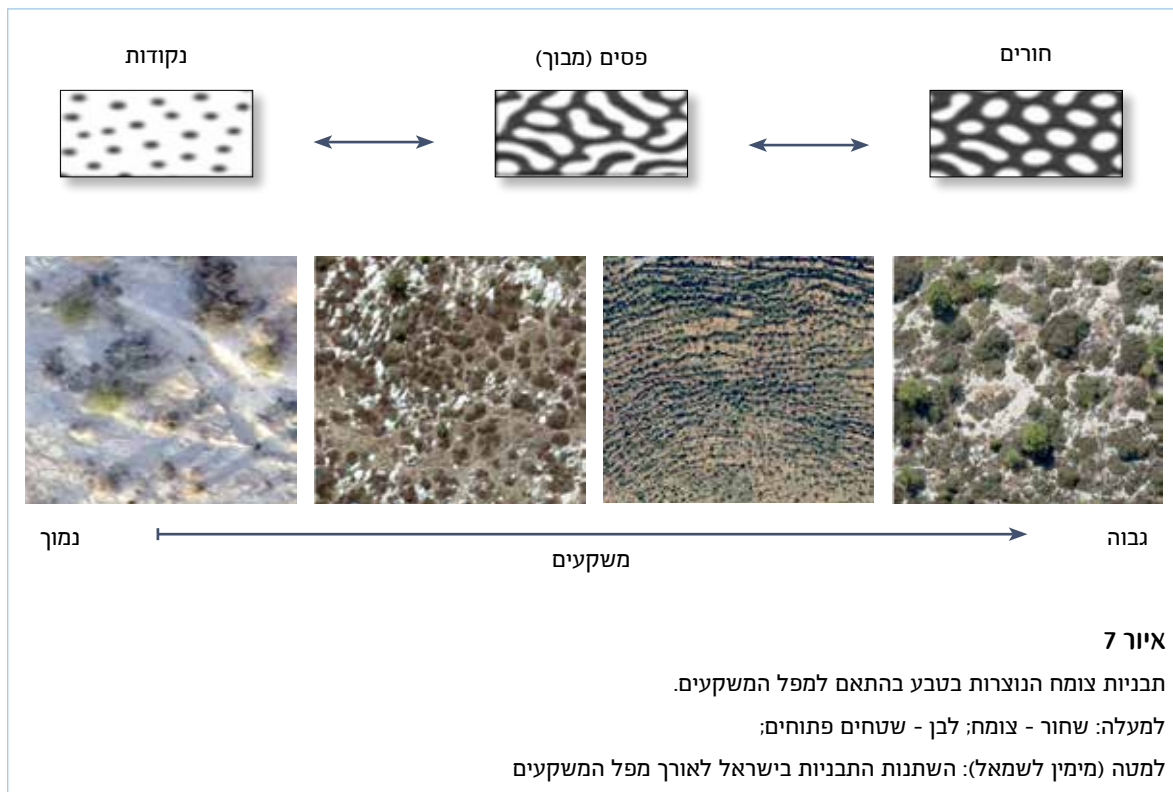 חורים
פסים (מבוך)
נקודות
גבוה
נמוך
משקעים
איור 7
תבניות צומח הנוצרות בטבע בהתאם למפל המשקעים.
למעלה: שחור - צומח; לבן - שטחים פתוחים;
למטה (מימין לשמאל): השתנות התבניות בישראל לאורך מפל המשקעים